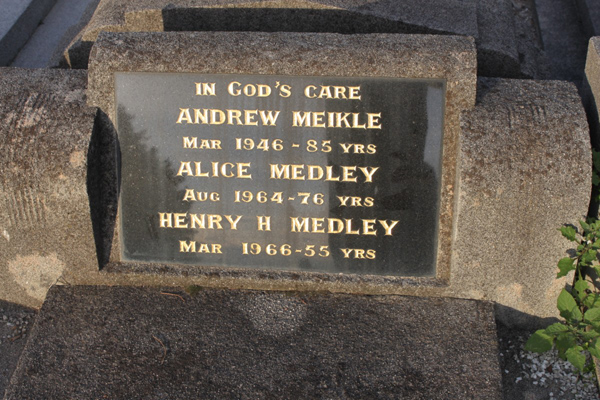 IN GOD'S CARE
ANDREW MEIKLE
MAR 1946 - 85 YRS
ALICE MEDLEY
AUG 1964 - 76 YRS
HENRY H MEDLEY
MAR 1966 - 55 YRS